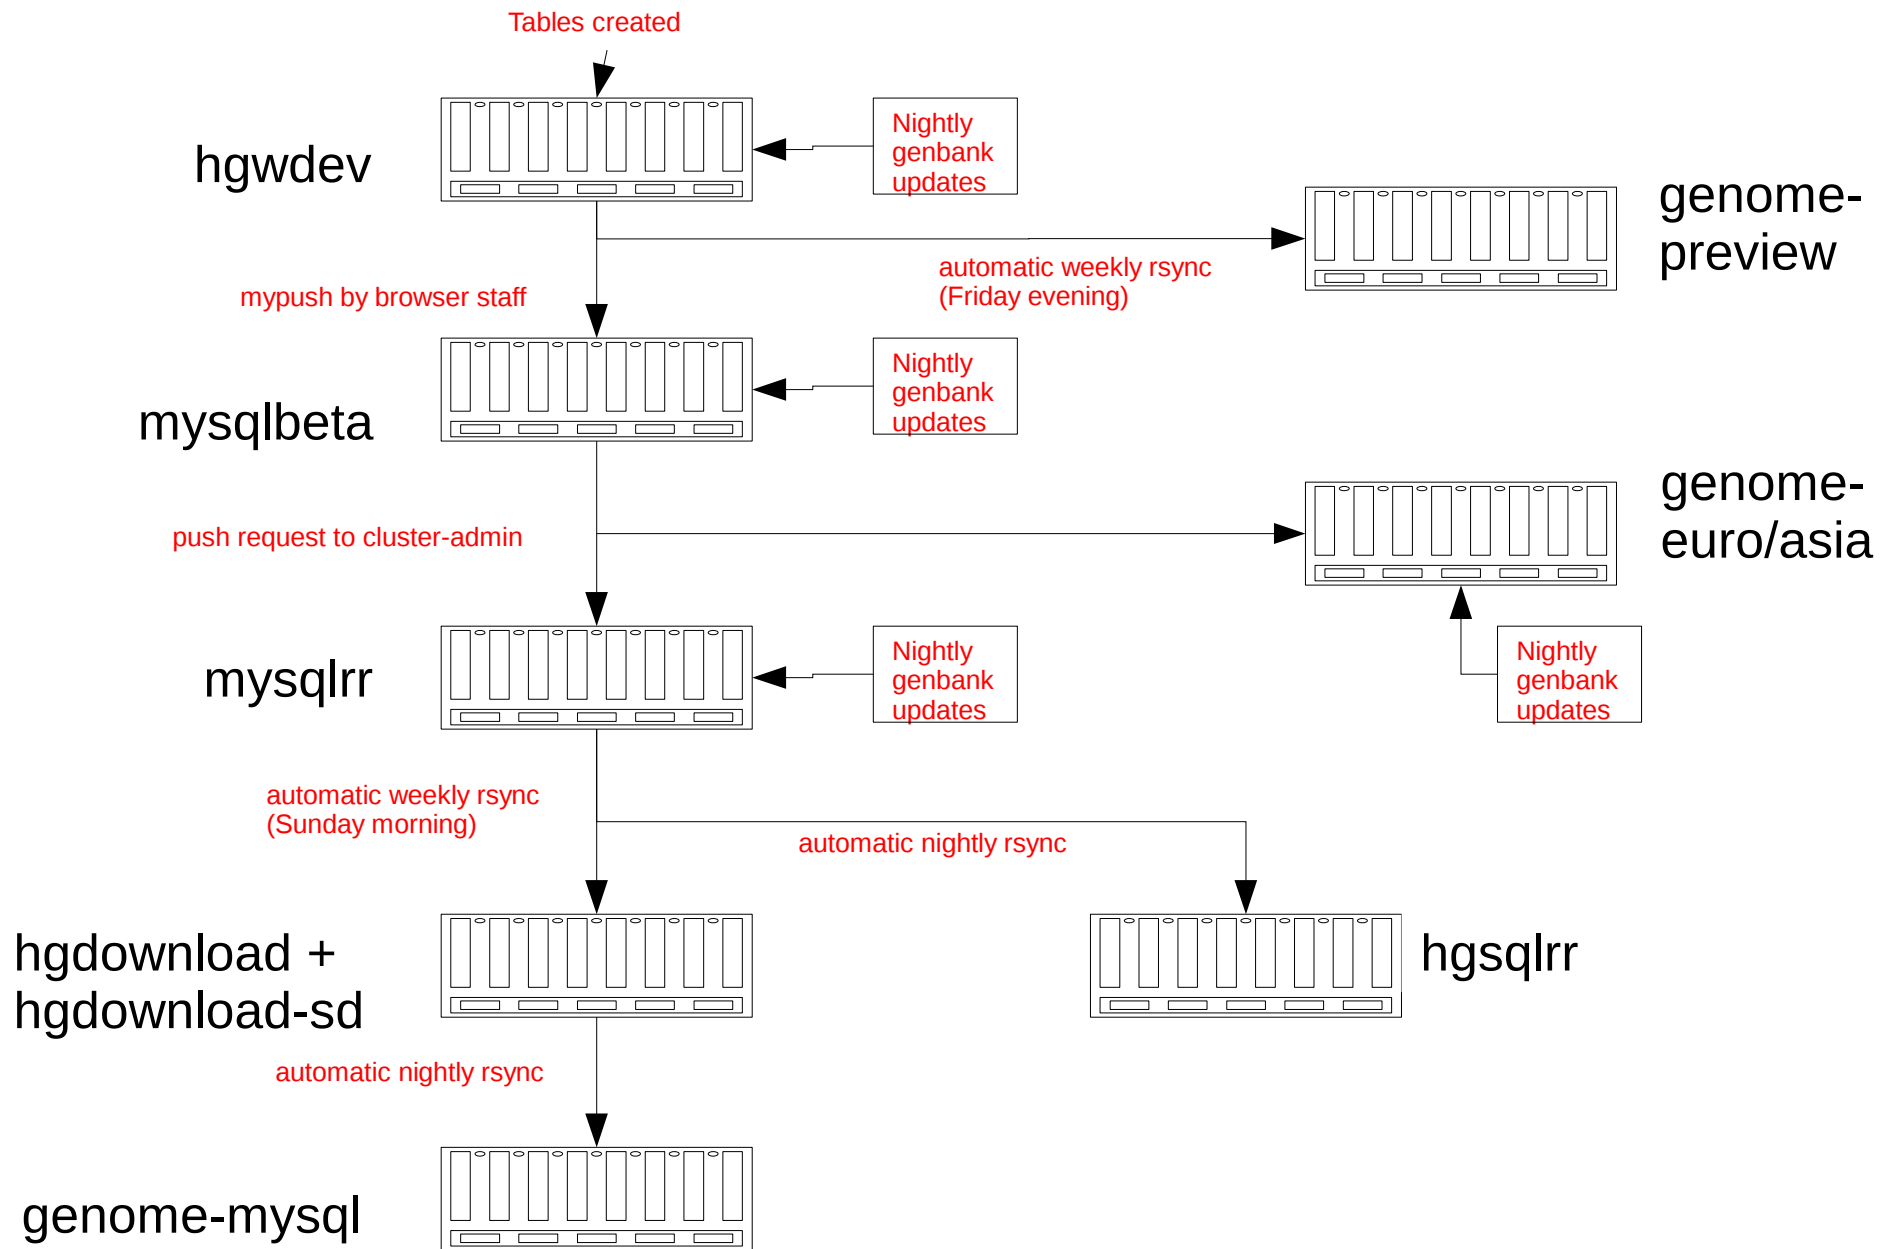 Tables created
hgwdev
Nightly
genbank
updates
genome-
preview
automatic weekly rsync
(Friday evening)
mypush by browser staff
mysqlbeta
Nightly
genbank
updates
genome-
euro/asia
push request to cluster-admin
mysqlrr
Nightly
genbank
updates
Nightly
genbank
updates
automatic weekly rsync
(Sunday morning)
automatic nightly rsync
hgdownload +
hgdownload-sd
hgsqlrr
automatic nightly rsync
genome-mysql